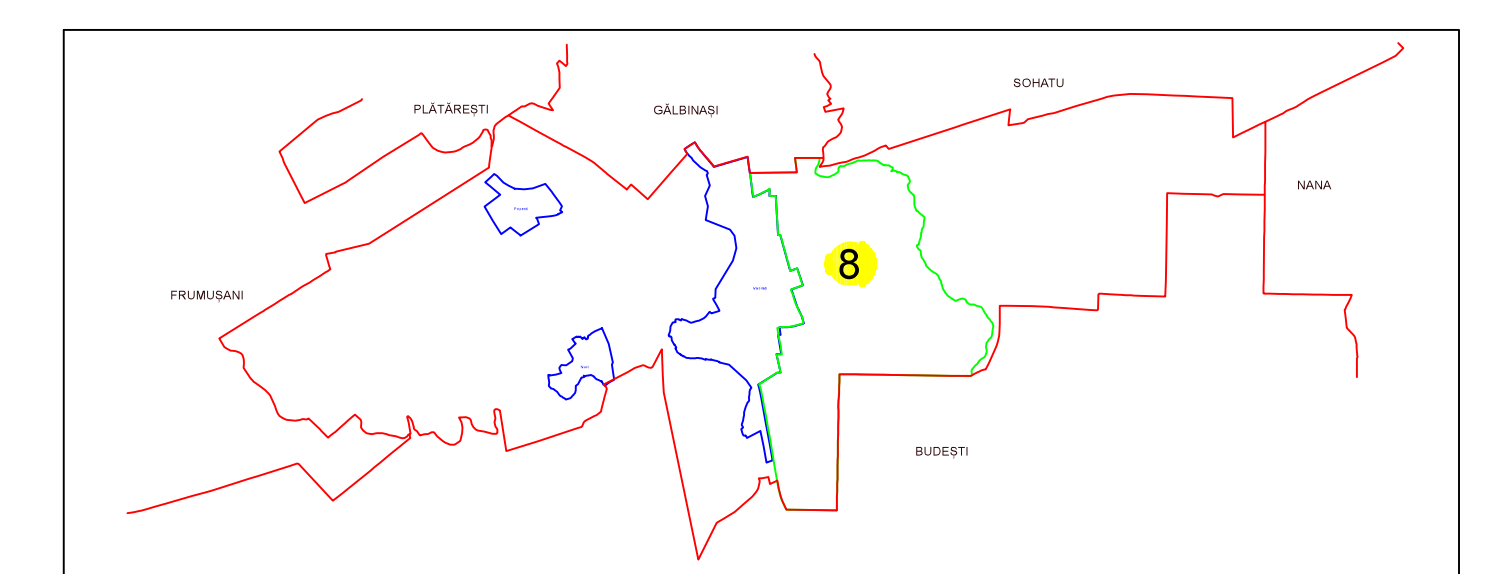 SOHATU
PLĂTĂREȘTI
GĂLBINAȘI
NANA
8
FRUMUȘANI
BUDEȘTI